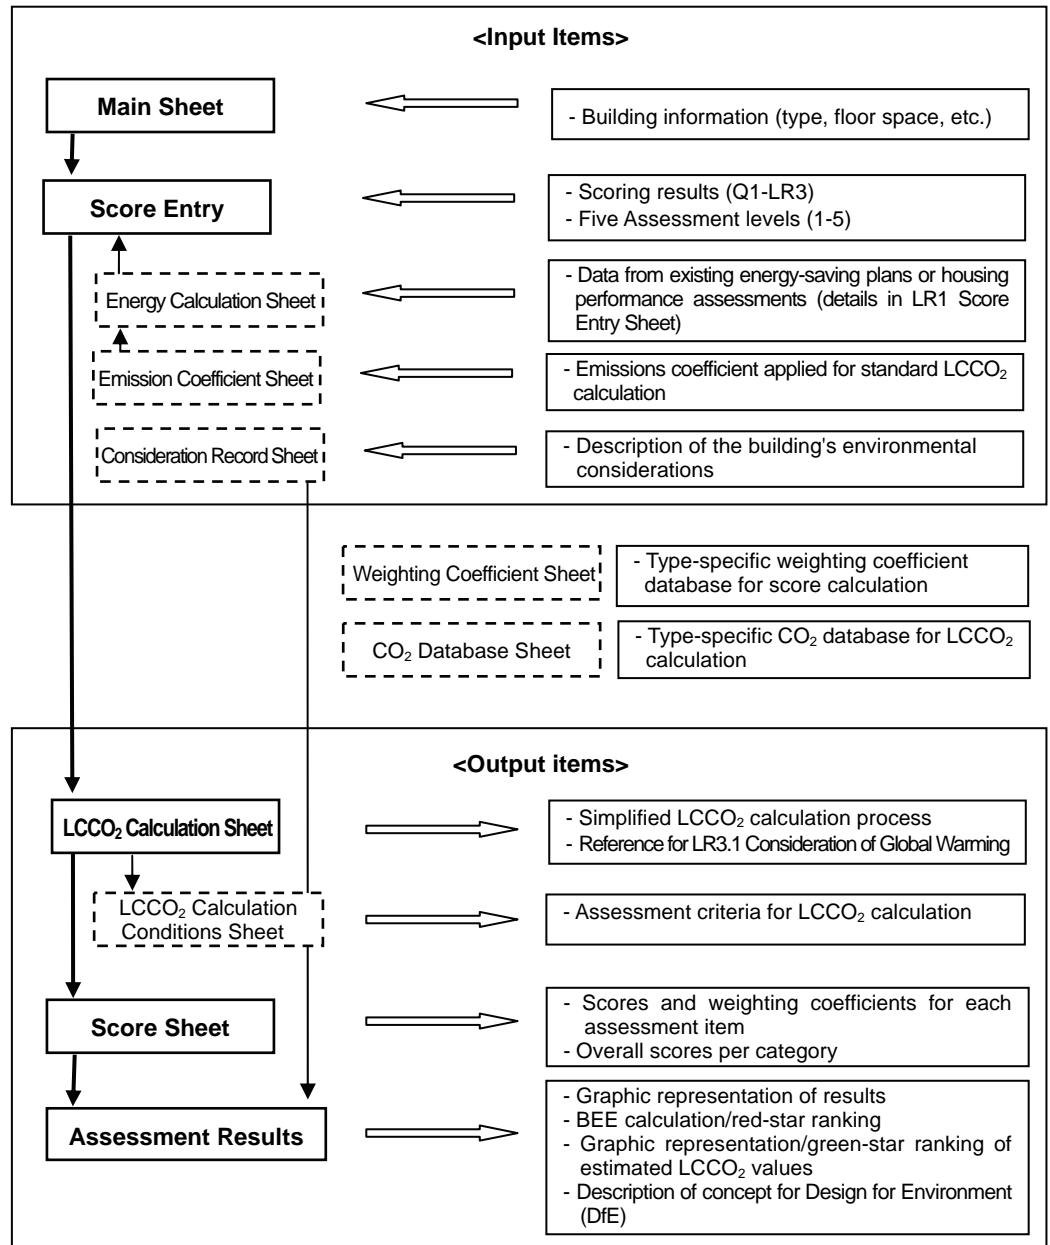 <Input Items>
Main Sheet
- Building information (type, floor space, etc.)
Score Entry
- Scoring results (Q1-LR3)
- Five Assessment levels (1-5)
Energy Calculation Sheet
- Data from existing energy-saving plans or housing
performance assessments (details in LR1 Score
Entry Sheet)
Emission Coefficient Sheet
- Emissions coefficient applied for standard LCCO₂
calculation
Consideration Record Sheet
- Description of the building's environmental
considerations
Weighting Coefficient Sheet
- Type-specific weighting coefficient
database for score calculation
CO₂ Database Sheet
- Type-specific CO₂ database for LCCO₂
calculation
<Output items>
LCCO₂ Calculation Sheet
- Simplified LCCO₂ calculation process
- Reference for LR3.1 Consideration of Global Warming
LCCO₂ Calculation
Conditions Sheet
- Assessment criteria for LCCO₂ calculation
Score Sheet
- Scores and weighting coefficients for each
assessment item
- Overall scores per category
Assessment Results
- Graphic representation of results
- BEE calculation/red-star ranking
- Graphic representation/green-star ranking of
estimated LCCO₂ values
- Description of concept for Design for Environment
(DfE)